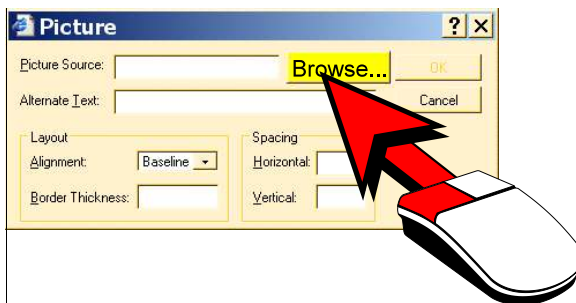 Picture ? ×
Picture Source: Browse... OK
Alternate Text: Cancel
Layout Spacing
Alignment: Baseline Horizontal:
Border Thickness: Vertical: